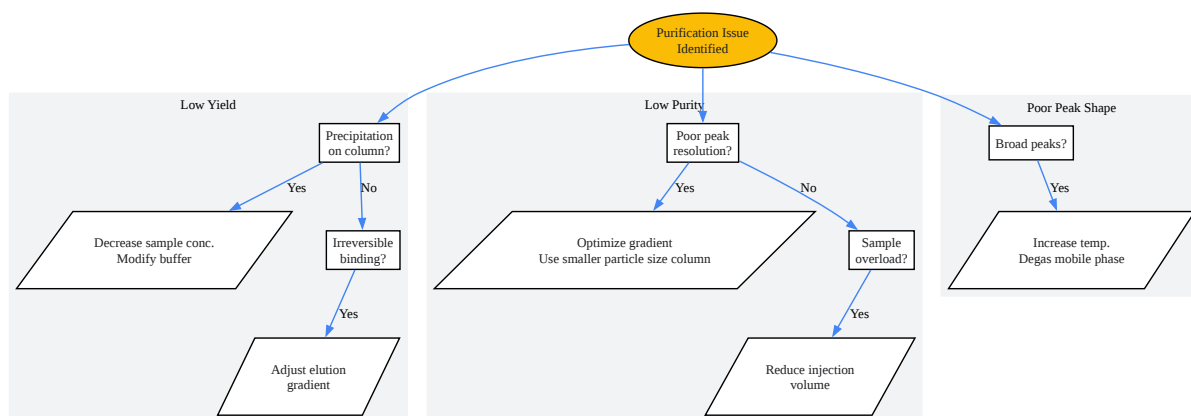 Purification Issue
Identified
Low Yield
Low Purity
Poor Peak Shape
Precipitation
on column?
Poor peak
resolution?
Broad peaks?
Yes
No
Yes
No
Yes
Decrease sample conc.
Modify buffer
Irreversible
binding?
Optimize gradient
Use smaller particle size column
Sample
overload?
Increase temp.
Degas mobile phase
Yes
Yes
Adjust elution
gradient
Reduce injection
volume